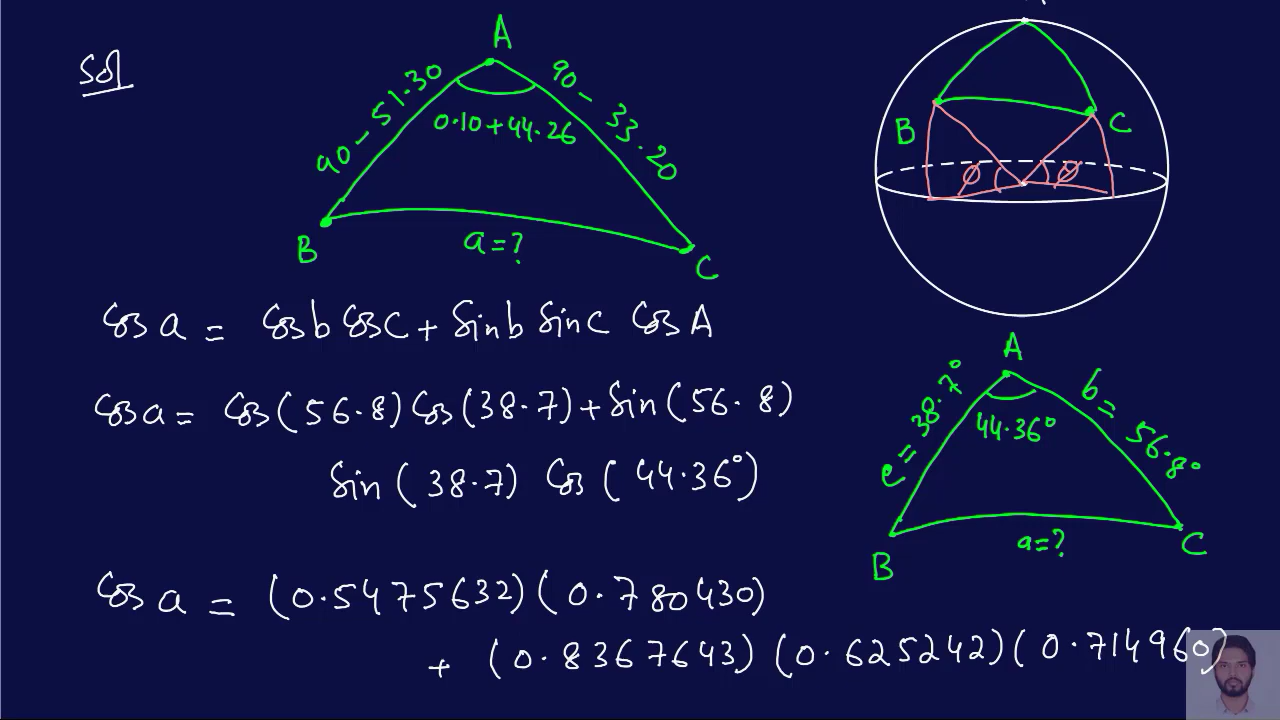 Sol
A
90 - 51.30
90 - 33.20
0.10 + 44.26
B
a = ?
C
B
C
Ø
Ø
Cos a = Cos b Cos c + Sin b Sin c Cos A
Cos a = Cos (56.8) Cos (38.7) + Sin (56.8)
Sin (38.7) Cos (44.36°)
A
c = 38.7°
b = 56.8°
44.36°
B
a = ?
C
Cos a = (0.5475632) (0.780430)
+ (0.8367643) (0.625242) (0.714960)